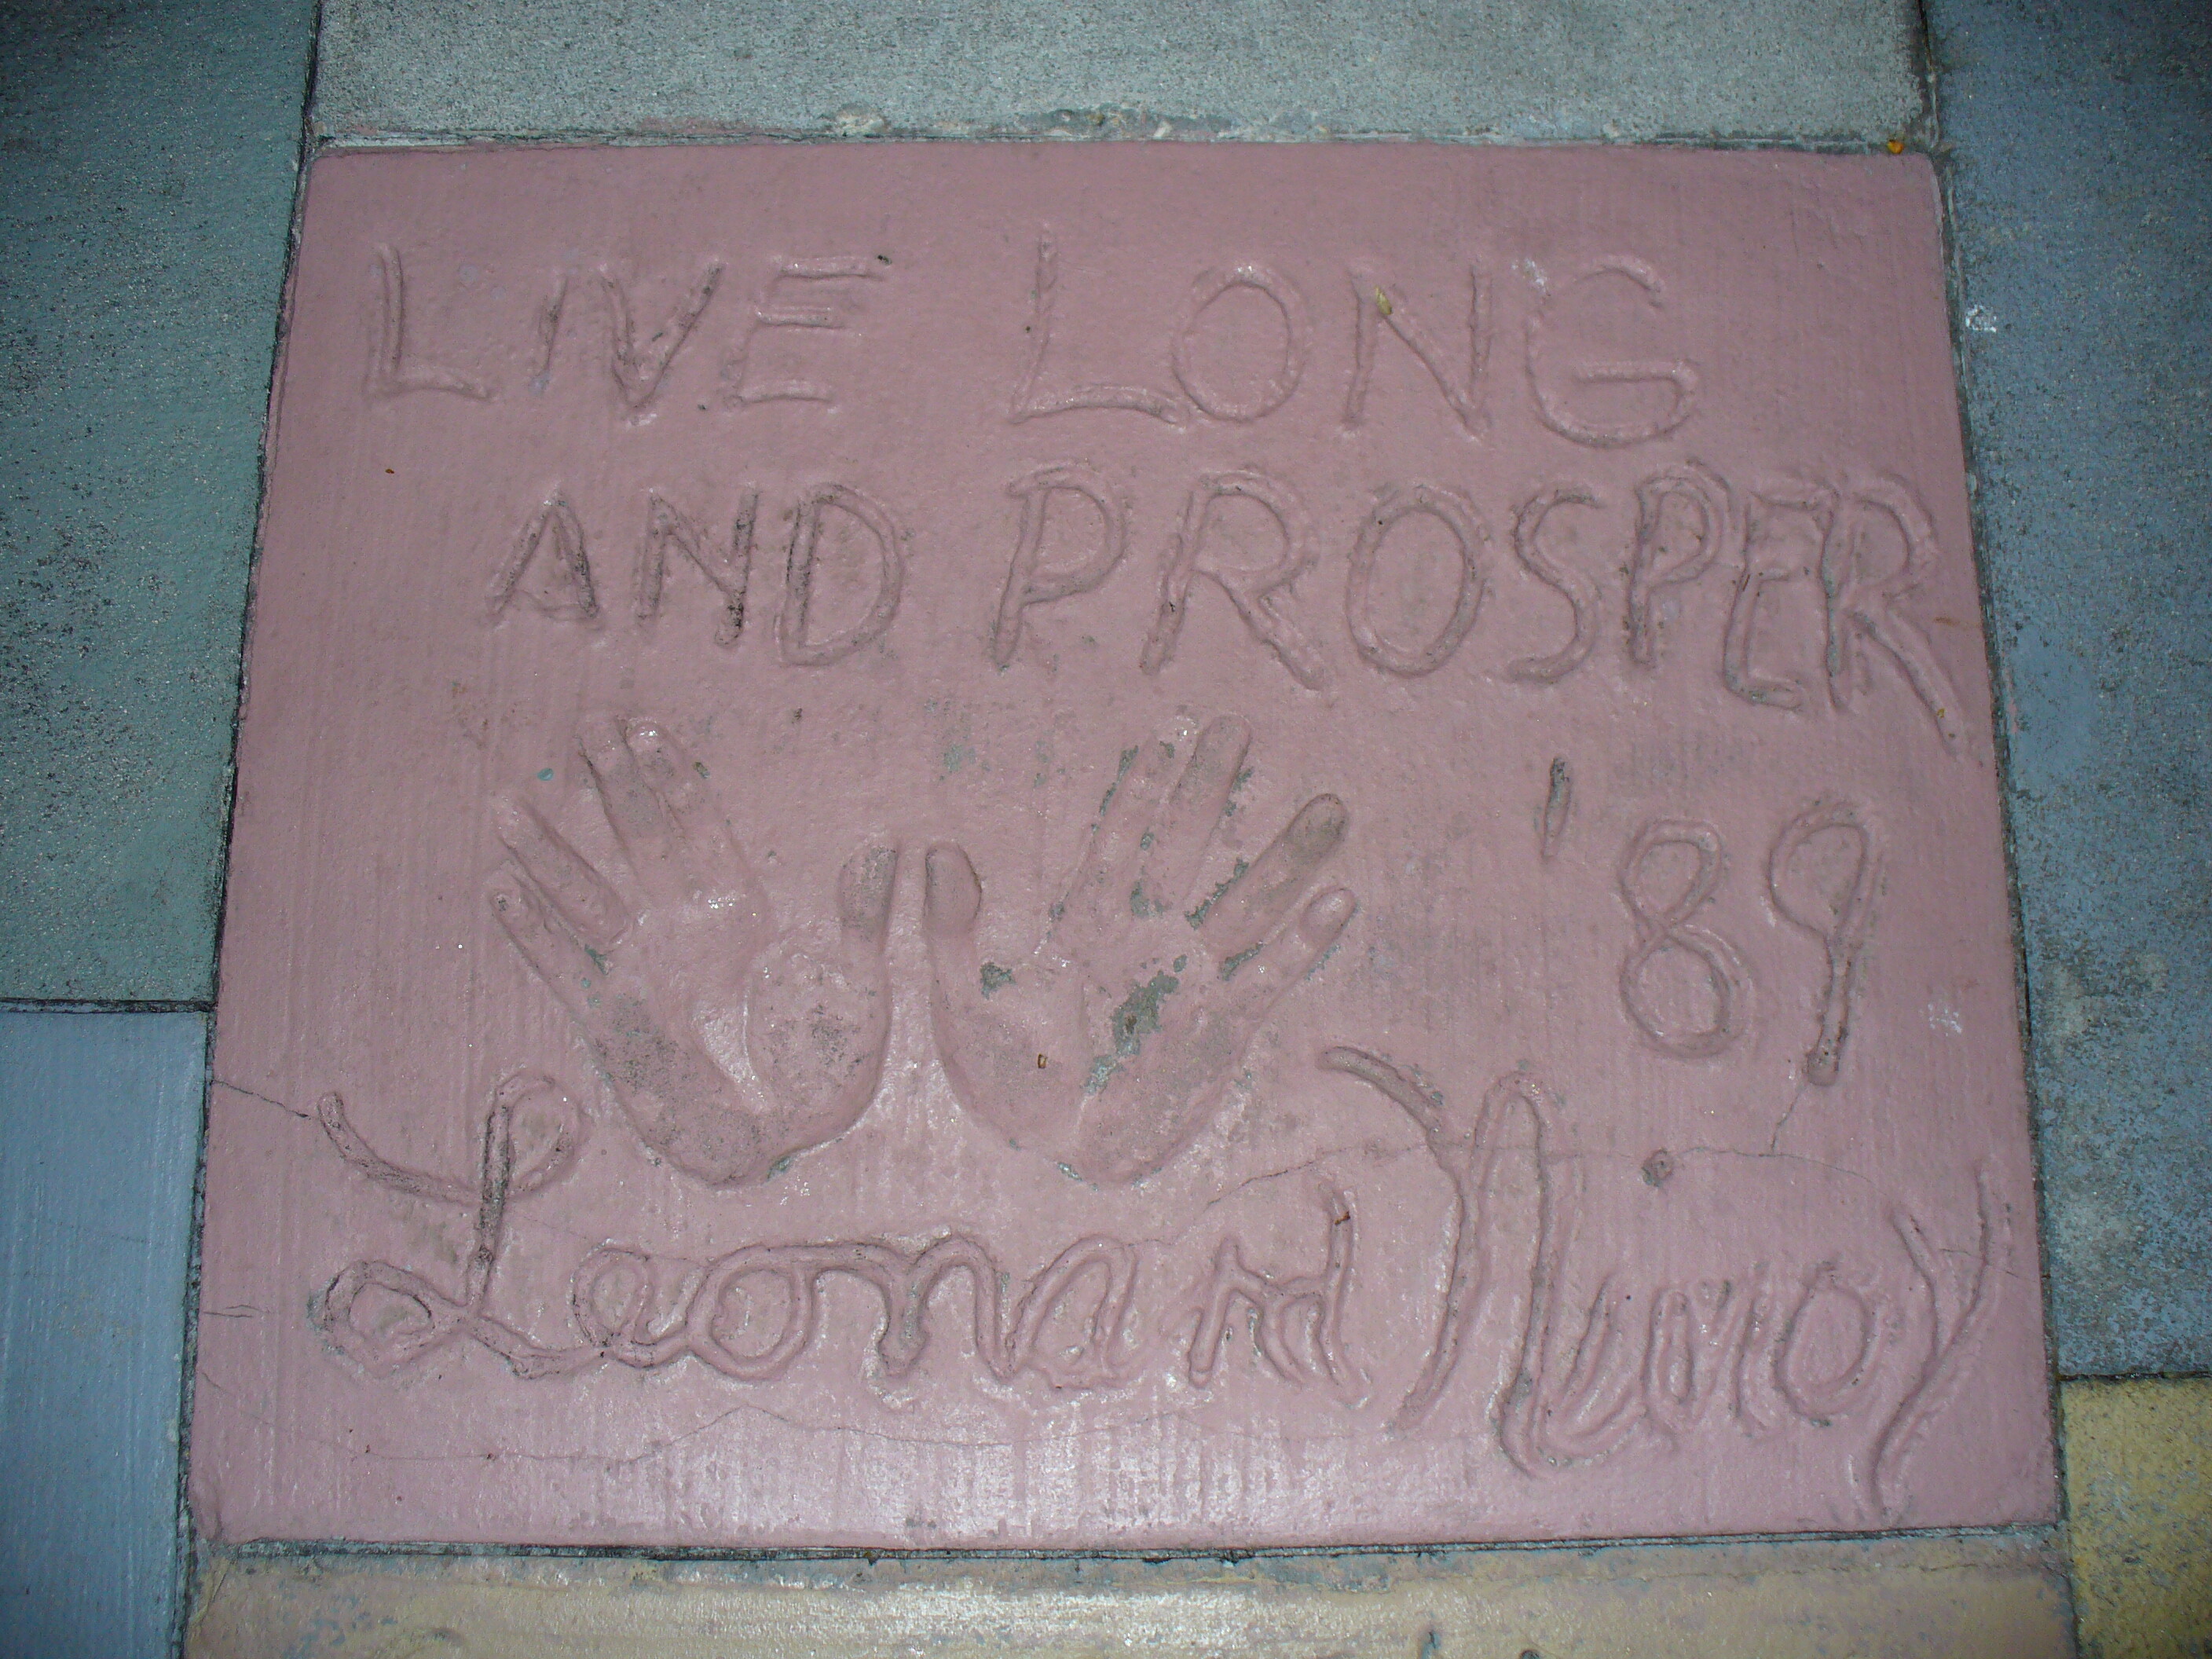 LIVE LONG
AND PROSPER
'89
Leonard Nimoy